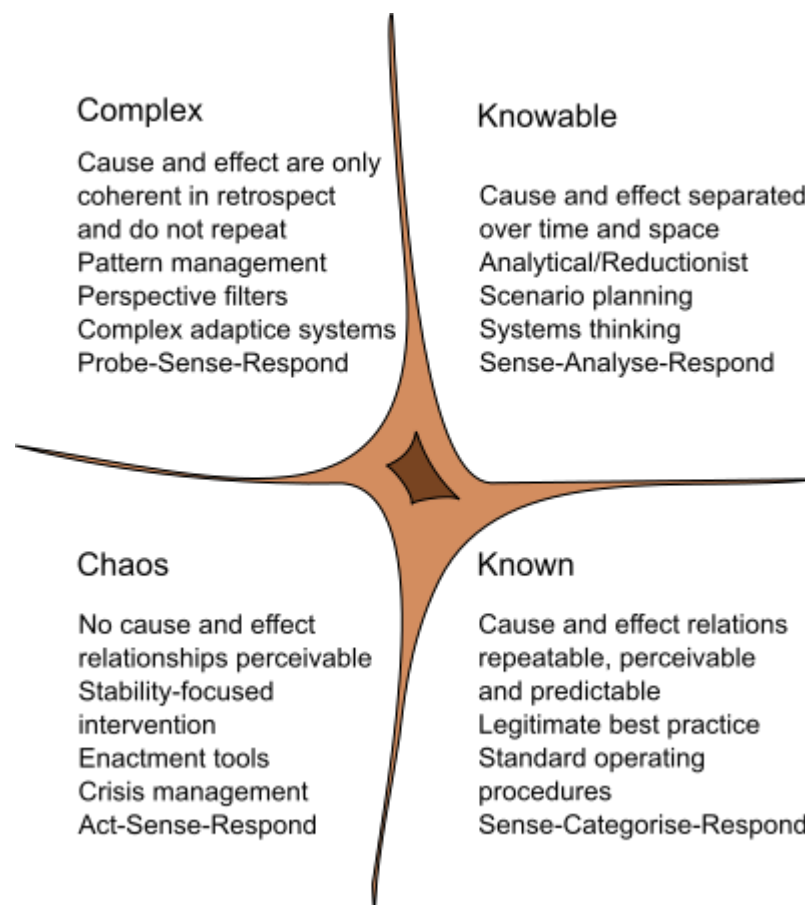 Complex
Cause and effect are only
coherent in retrospect
and do not repeat
Pattern management
Perspective filters
Complex adaptice systems
Probe-Sense-Respond
Knowable
Cause and effect separated
over time and space
Analytical/Reductionist
Scenario planning
Systems thinking
Sense-Analyse-Respond
Chaos
No cause and effect
relationships perceivable
Stability-focused
intervention
Enactment tools
Crisis management
Act-Sense-Respond
Known
Cause and effect relations
repeatable, perceivable
and predictable
Legitimate best practice
Standard operating
procedures
Sense-Categorise-Respond